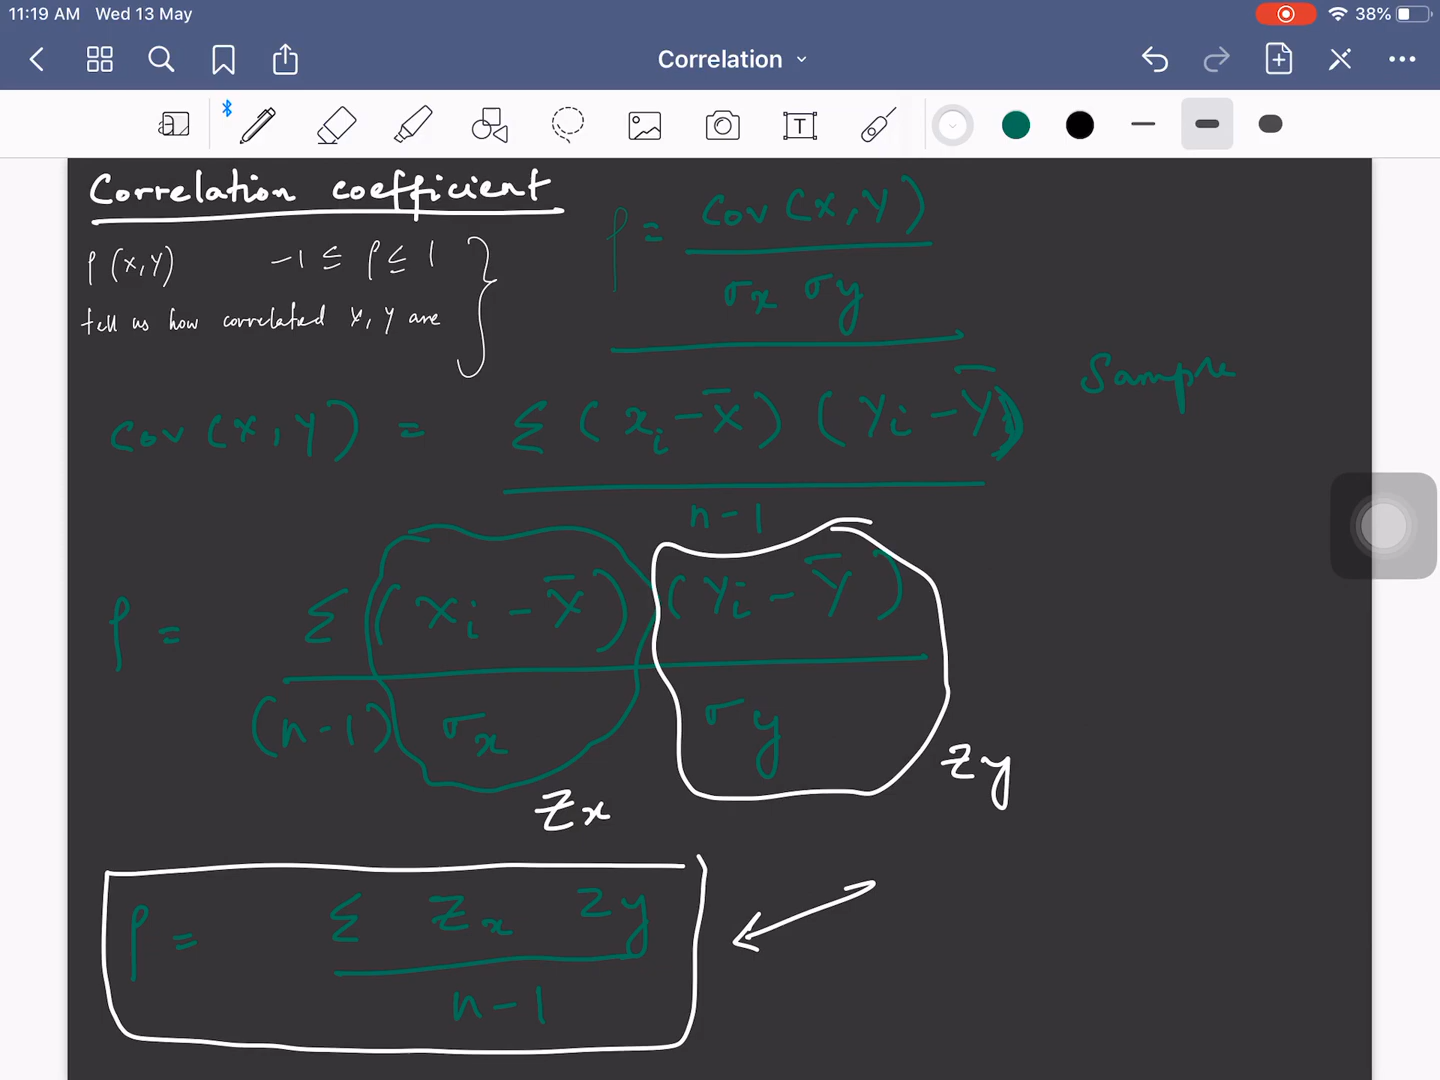 11:19 AM Wed 13 May 38%
Correlation
T
Correlation coefficient
ρ = cov (x, y)
σx σy
ρ (x, y) -1 ≤ ρ ≤ 1
tell us how correlated x, y are
Sample
cov (x, y) = Σ (xi - x̄) (yi - ȳ)
n - 1
ρ = Σ (xi - x̄) (yi - ȳ)
(n - 1) σx σy
zx zy
ρ = Σ zx zy
n - 1